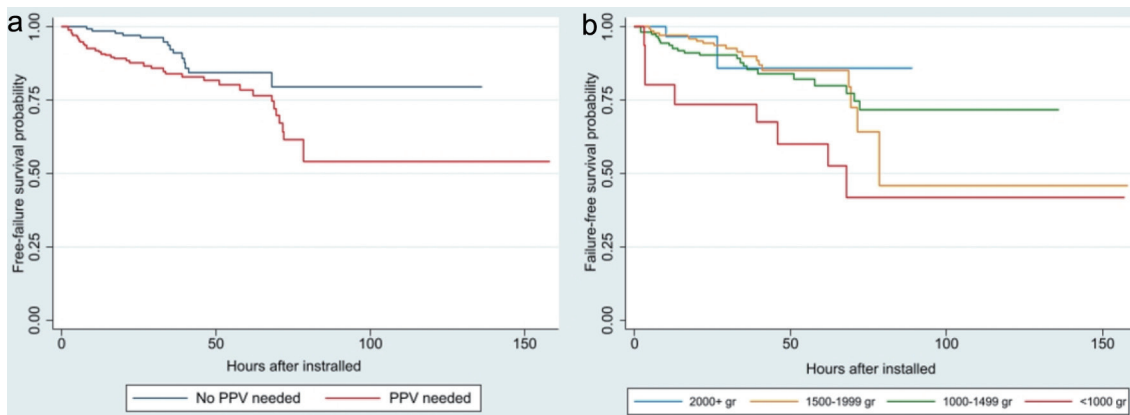 a
Free-failure survival probability
1.00
0.75
0.50
0.25
0.00
0
50
100
150
Hours after instralled
No PPV needed
PPV needed
b
Failure-free survival probability
1.00
0.75
0.50
0.25
0.00
0
50
100
150
Hours after installed
2000+ gr
1500-1999 gr
1000-1499 gr
<1000 gr